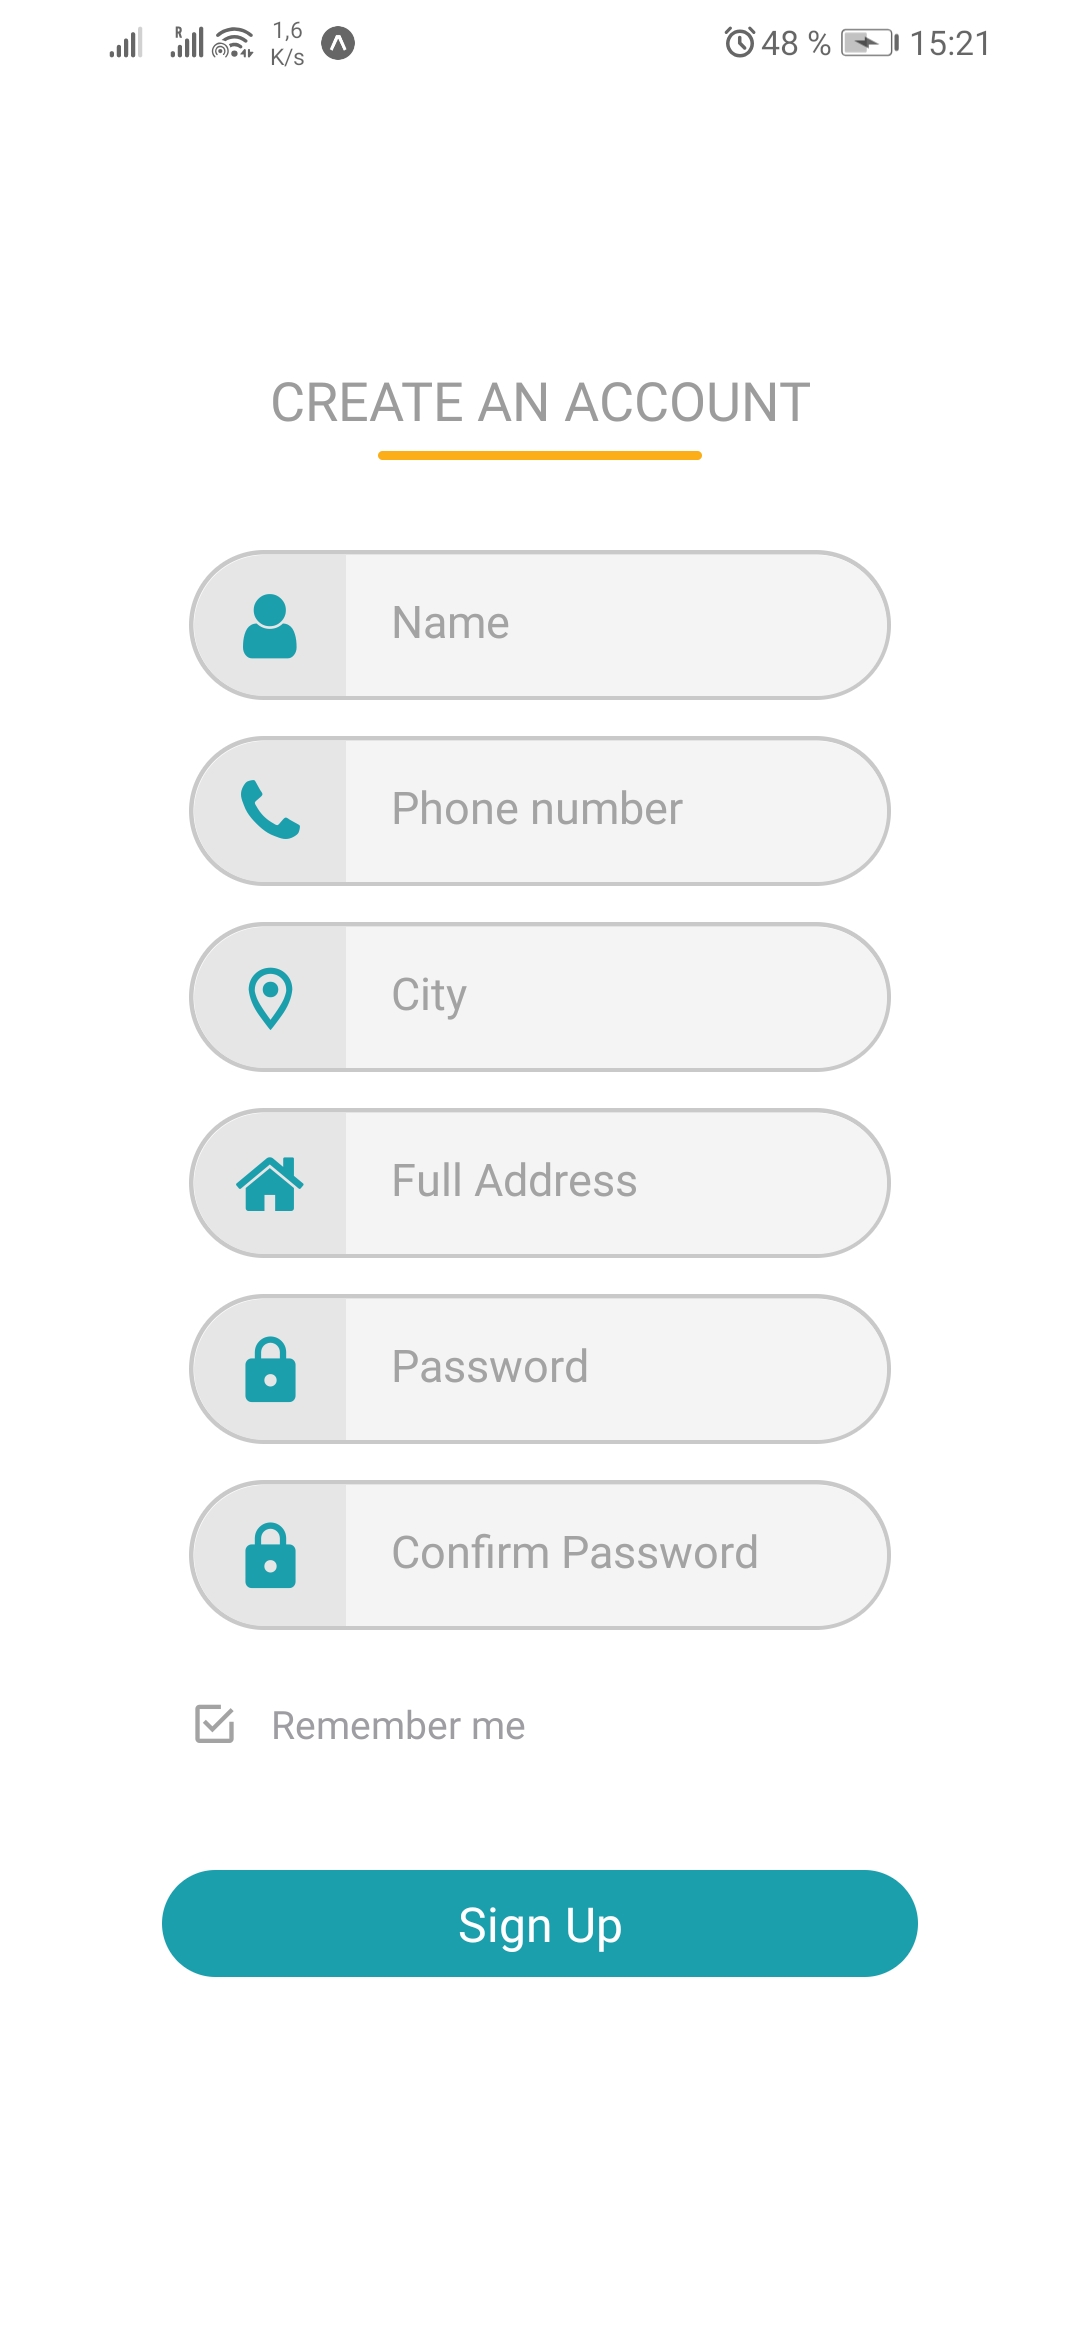 R 1,6 48 % 15:21
K/s
CREATE AN ACCOUNT
Name
Phone number
City
Full Address
Password
Confirm Password
Remember me
Sign Up